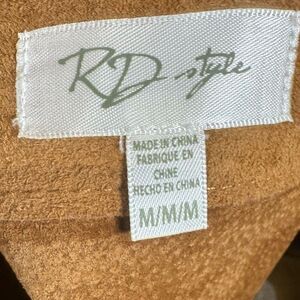 RD style
MADE IN CHINA
FABRIQUE EN
CHINE
HECHO EN CHINA
M/M/M